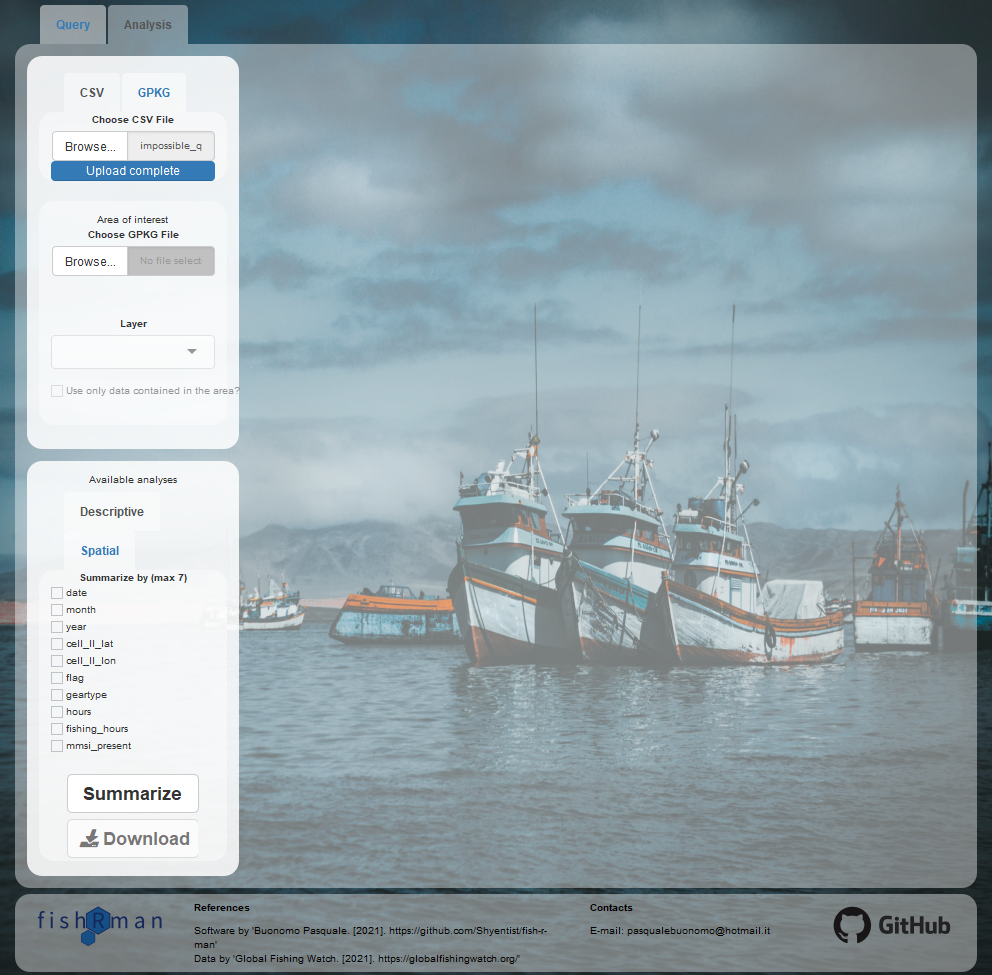 Query
Analysis
CSV
GPKG
Choose CSV File
Browse...
impossible_q
Upload complete
Area of interest
Choose GPKG File
Browse...
No file select
Layer
Use only data contained in the area?
Available analyses
Descriptive
Spatial
Summarize by (max 7)
date
month
year
cell_ll_lat
cell_ll_lon
flag
geartype
hours
fishing_hours
mmsi_present
Summarize
Download
fishRman
References
Software by 'Buonomo Pasquale. [2021]. https://github.com/Shyentist/fish-r-
man'
Data by 'Global Fishing Watch. [2021]. https://globalfishingwatch.org/'
Contacts
E-mail: pasqualebuonomo@hotmail.it
GitHub